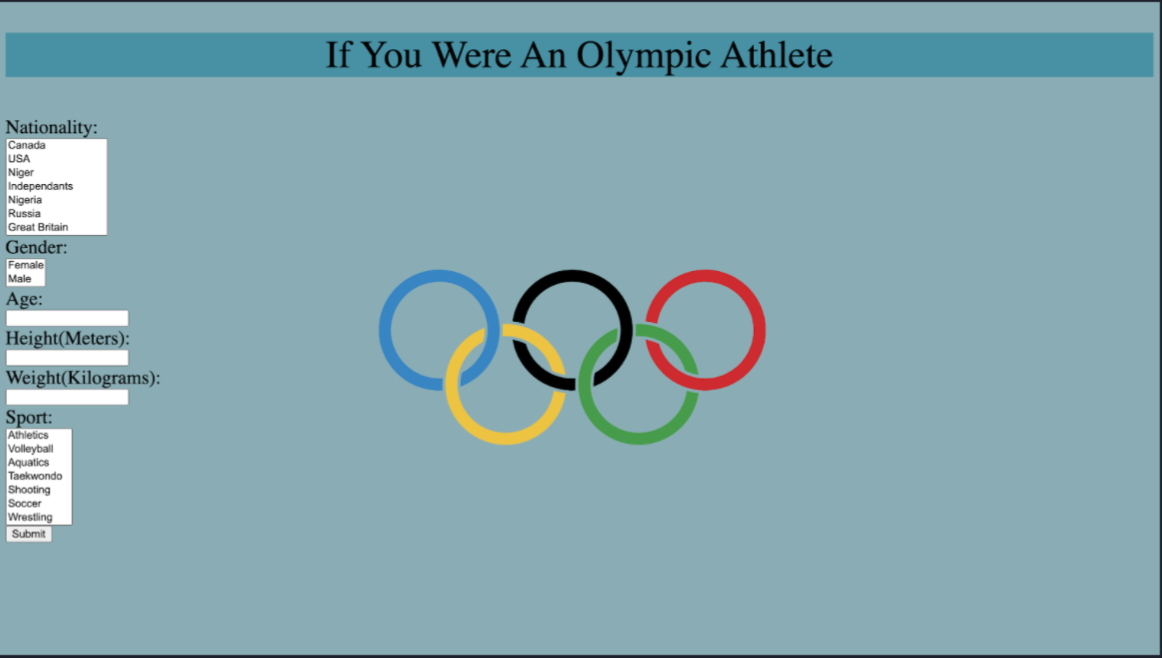 If You Were An Olympic Athlete
Nationality:
Canada
USA
Niger
Independants
Nigeria
Russia
Great Britain
Gender:
Female
Male
Age:
Height(Meters):
Weight(Kilograms):
Sport:
Athletics
Volleyball
Aquatics
Taekwondo
Shooting
Soccer
Wrestling
Submit